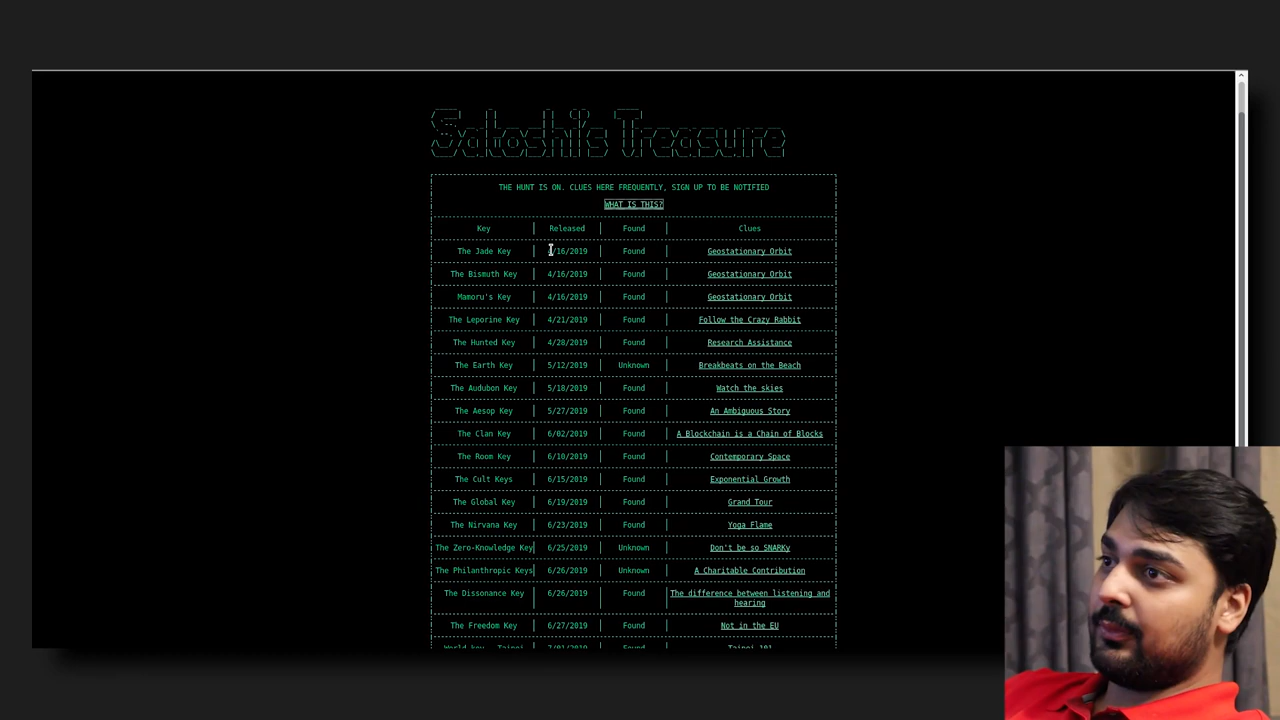 Satoshi's Treasure
THE HUNT IS ON. CLUES HERE FREQUENTLY, SIGN UP TO BE NOTIFIED
WHAT IS THIS?
Key Released Found Clues
The Jade Key 4/16/2019 Found Geostationary Orbit
The Bismuth Key 4/16/2019 Found Geostationary Orbit
Mamoru's Key 4/16/2019 Found Geostationary Orbit
The Leporine Key 4/21/2019 Found Follow the Crazy Rabbit
The Hunted Key 4/28/2019 Found Research Assistance
The Earth Key 5/12/2019 Unknown Breakbeats on the Beach
The Audubon Key 5/18/2019 Found Watch the skies
The Aesop Key 5/27/2019 Found An Ambiguous Story
The Clan Key 6/02/2019 Found A Blockchain is a Chain of Blocks
The Room Key 6/10/2019 Found Contemporary Space
The Cult Keys 6/15/2019 Found Exponential Growth
The Global Key 6/19/2019 Found Grand Tour
The Nirvana Key 6/23/2019 Found Yoga Flame
The Zero-Knowledge Key 6/25/2019 Unknown Don't be so SNARKy
The Philanthropic Keys 6/26/2019 Unknown A Charitable Contribution
The Dissonance Key 6/26/2019 Found The difference between listening and
hearing
The Freedom Key 6/27/2019 Found Not in the EU
World key - Taipei 7/01/2019 Found Taipei 101